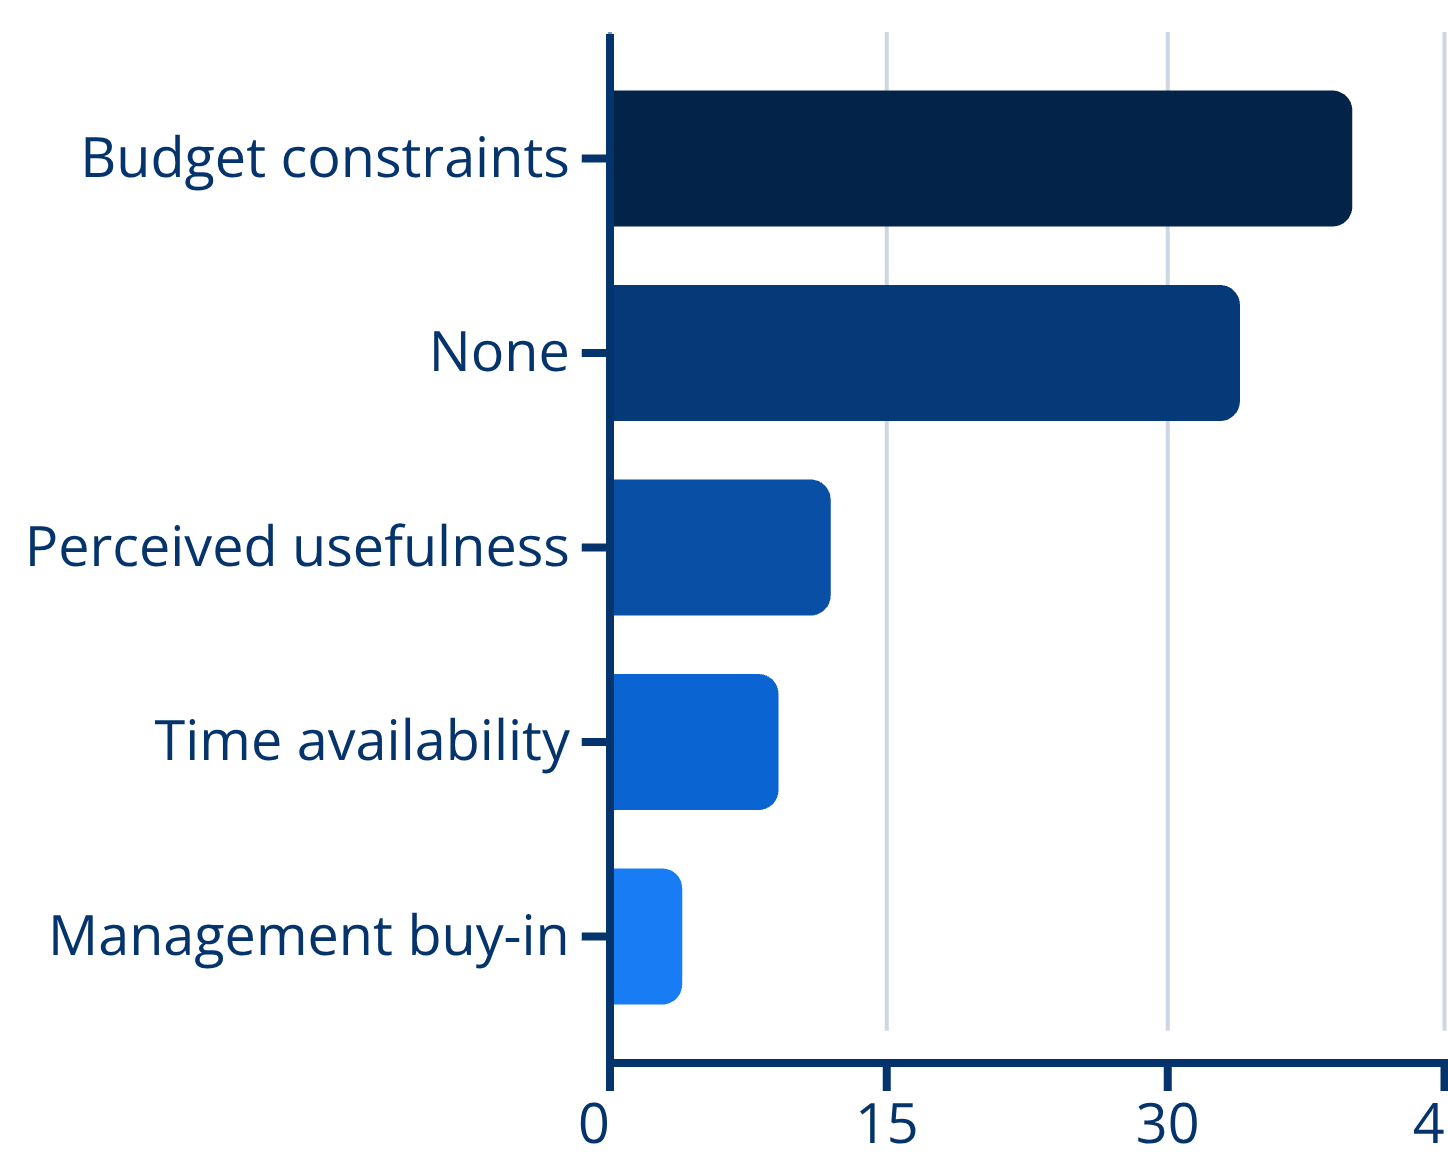 Budget constraints
None
Perceived usefulness
Time availability
Management buy-in
0 15 30 4